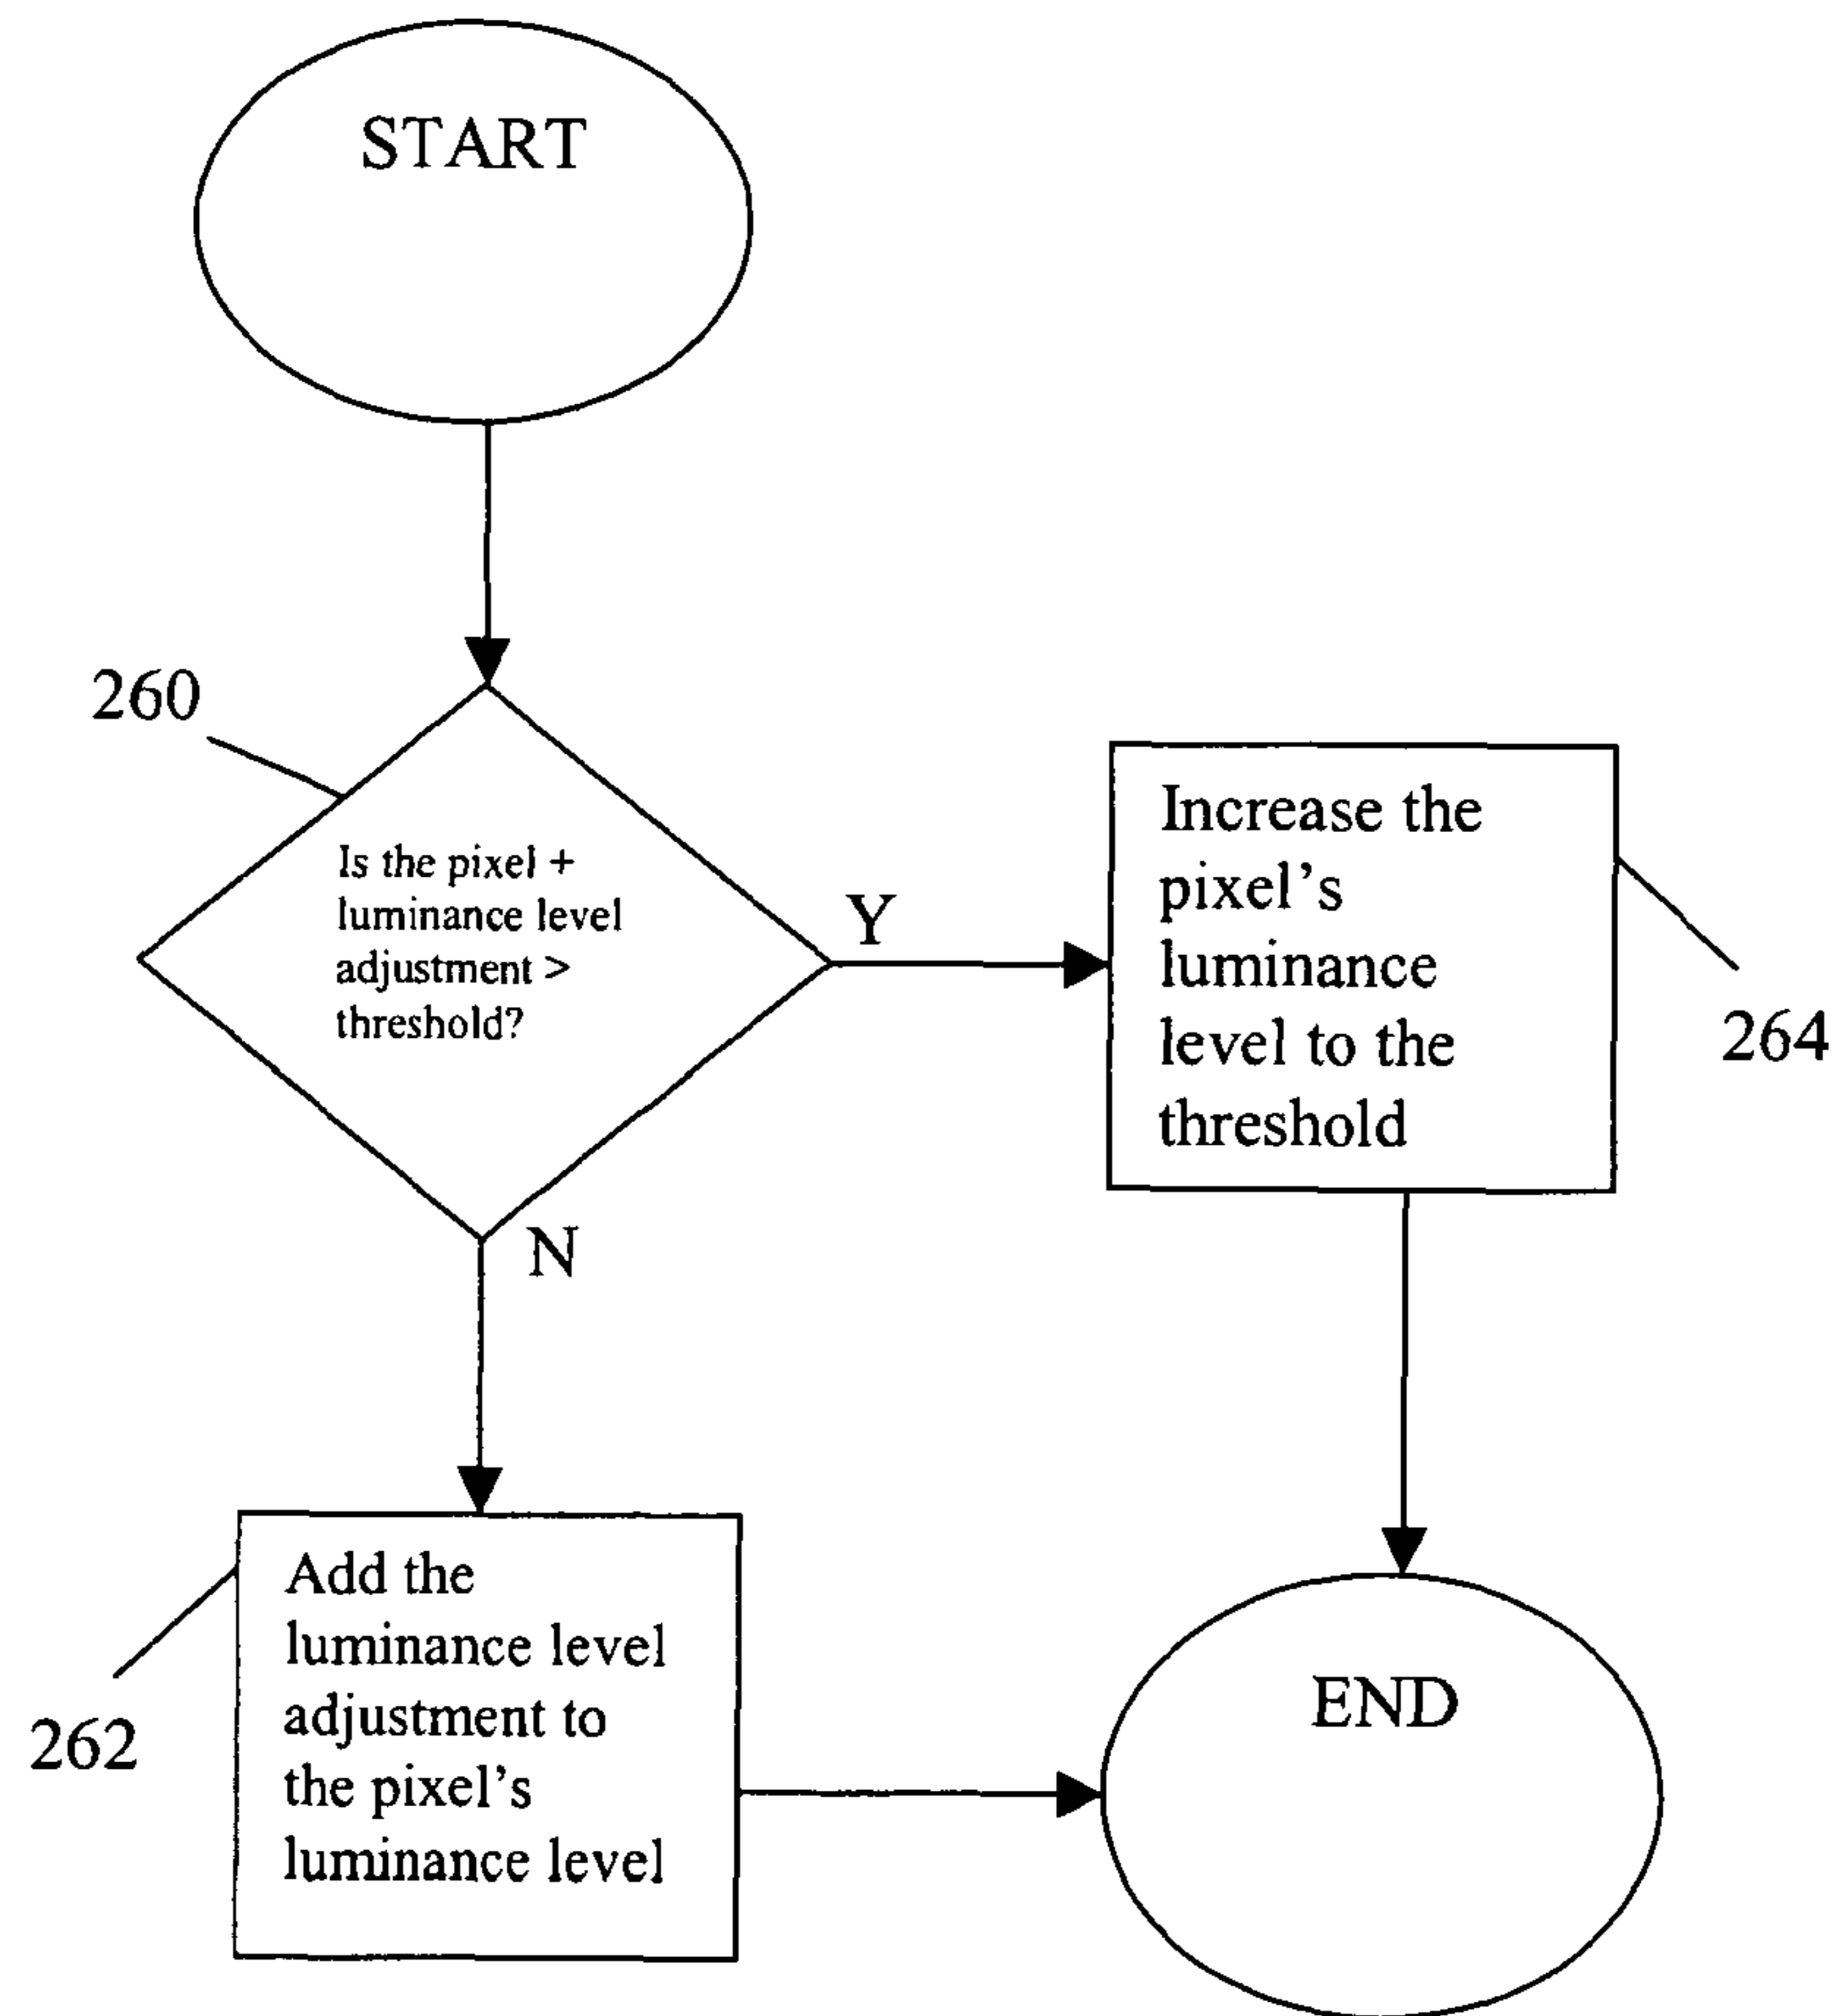 START
260
Is the pixel +
luminance level
adjustment >
threshold?
Y
Increase the
pixel's
luminance
level to the
threshold
264
N
Add the
luminance level
adjustment to
the pixel's
luminance level
262
END